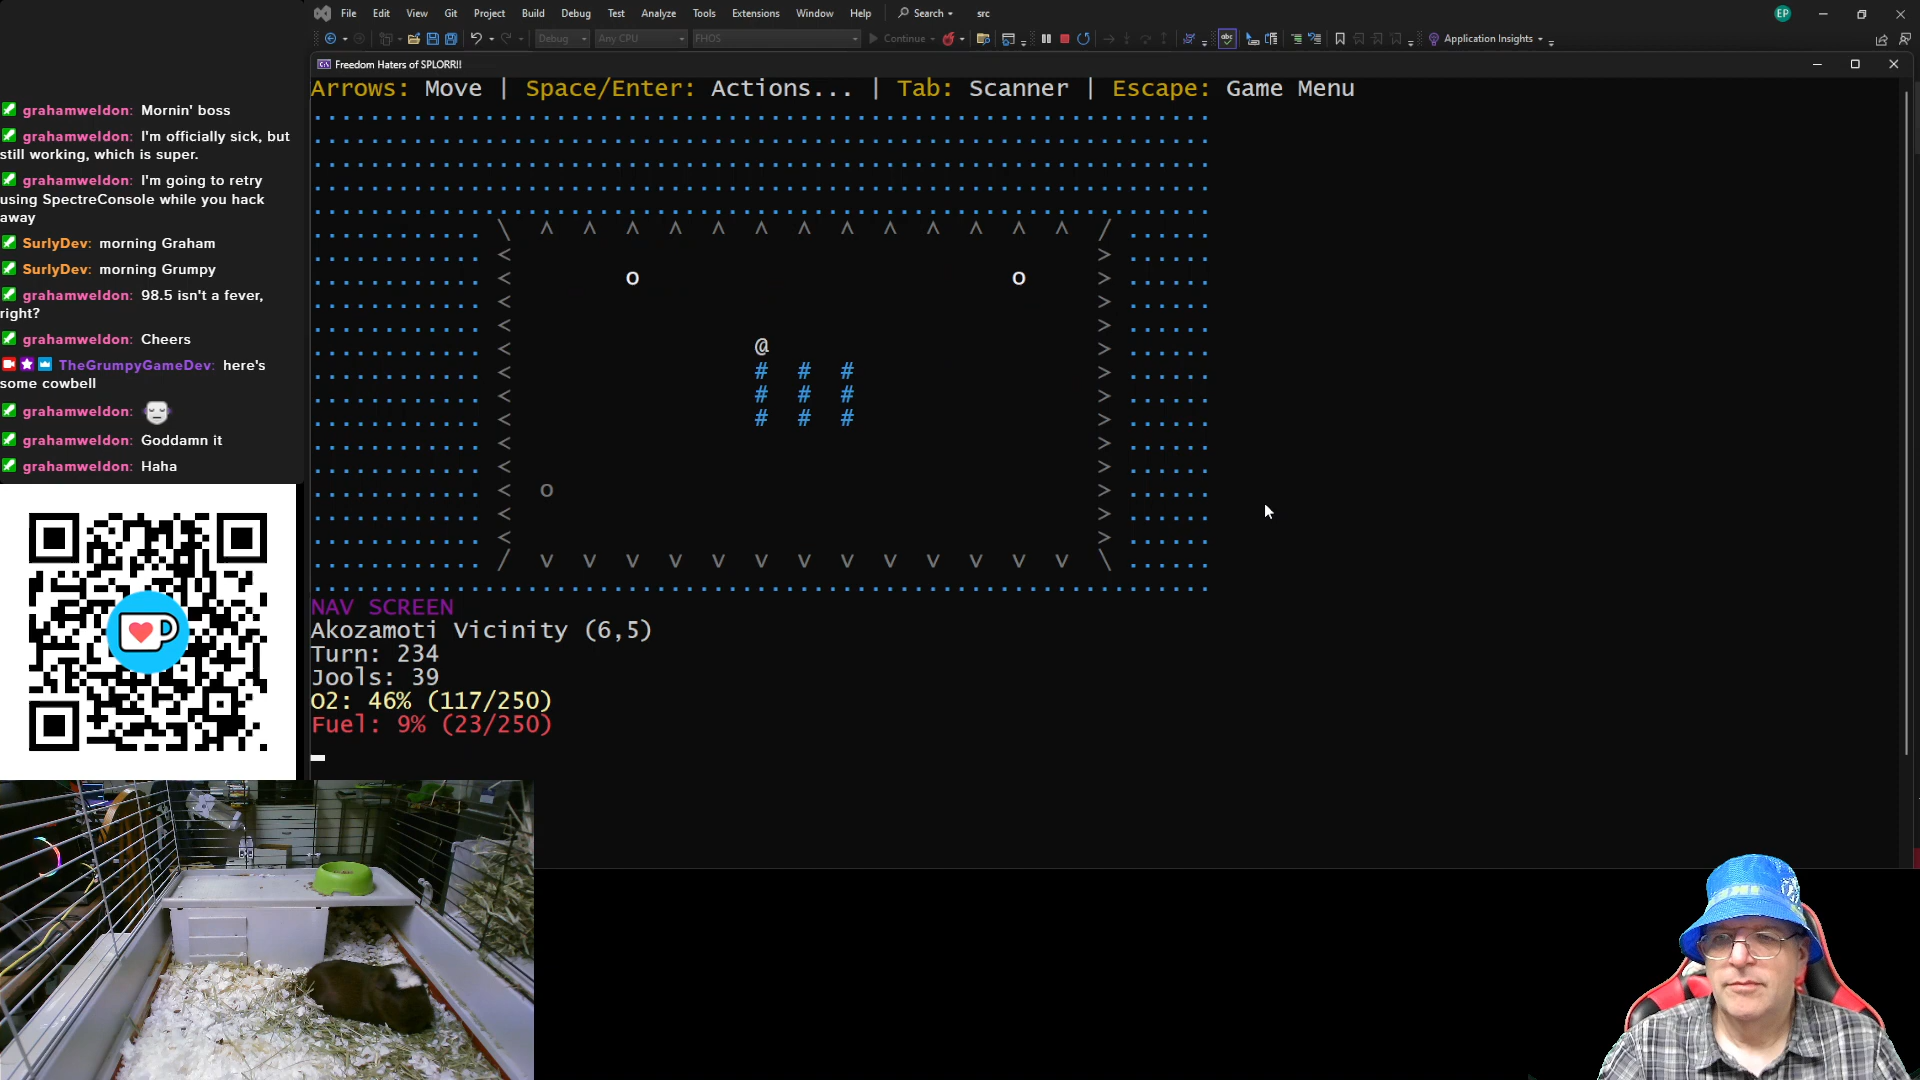 File Edit View Git Project Build Debug Test Analyze Tools Extensions Window Help Search src EP
Debug Any CPU FHOS Continue abc Application Insights
C:\ Freedom Haters of SPLORR!!
Arrows: Move | Space/Enter: Actions... | Tab: Scanner | Escape: Game Menu
grahamweldon: Mornin' boss
grahamweldon: I'm officially sick, but
still working, which is super.
grahamweldon: I'm going to retry
using SpectreConsole while you hack
away
SurlyDev: morning Graham
SurlyDev: morning Grumpy
grahamweldon: 98.5 isn't a fever,
right?
grahamweldon: Cheers
TheGrumpyGameDev: here's
some cowbell
grahamweldon:
grahamweldon: Goddamn it
grahamweldon: Haha
\ ^ ^ ^ ^ ^ ^ ^ ^ ^ ^ ^ ^ ^ /
< >
< o o >
< >
< >
< @ >
< # # # >
< # # # >
< # # # >
< >
< >
< o >
< >
< >
/ v v v v v v v v v v v v v \
NAV SCREEN
Akozamoti Vicinity (6,5)
Turn: 234
Jools: 39
O2: 46% (117/250)
Fuel: 9% (23/250)